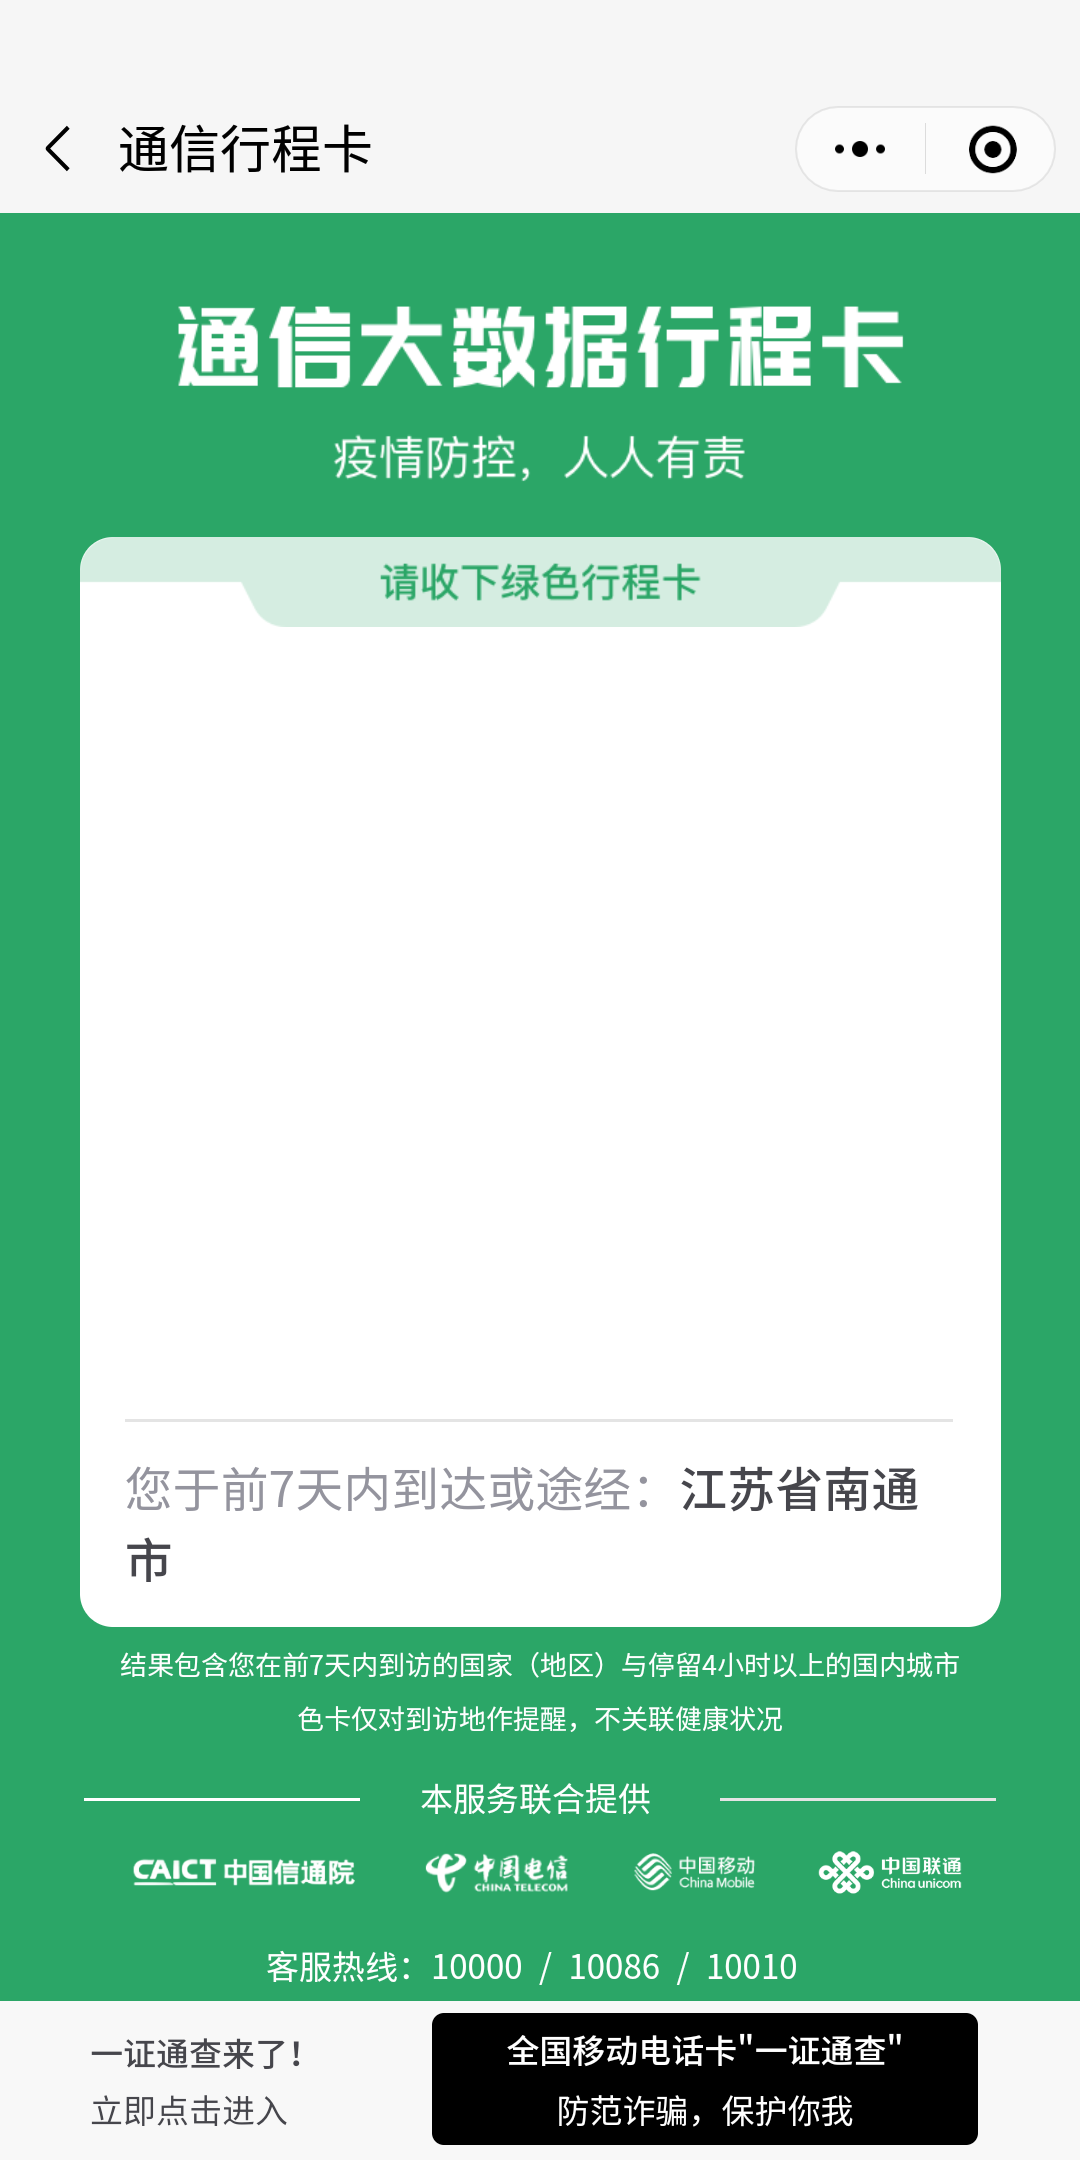 通信行程卡
通信大数据行程卡
疫情防控，人人有责
请收下绿色行程卡
您于前7天内到达或途经：江苏省南通
市
结果包含您在前7天内到访的国家（地区）与停留4小时以上的国内城市
色卡仅对到访地作提醒，不关联健康状况
本服务联合提供
CAICT 中国信通院 中国电信 CHINA TELECOM 中国移动 China Mobile 中国联通 China unicom
客服热线：10000 / 10086 / 10010
一证通查来了！
立即点击进入
全国移动电话卡"一证通查"
防范诈骗，保护你我